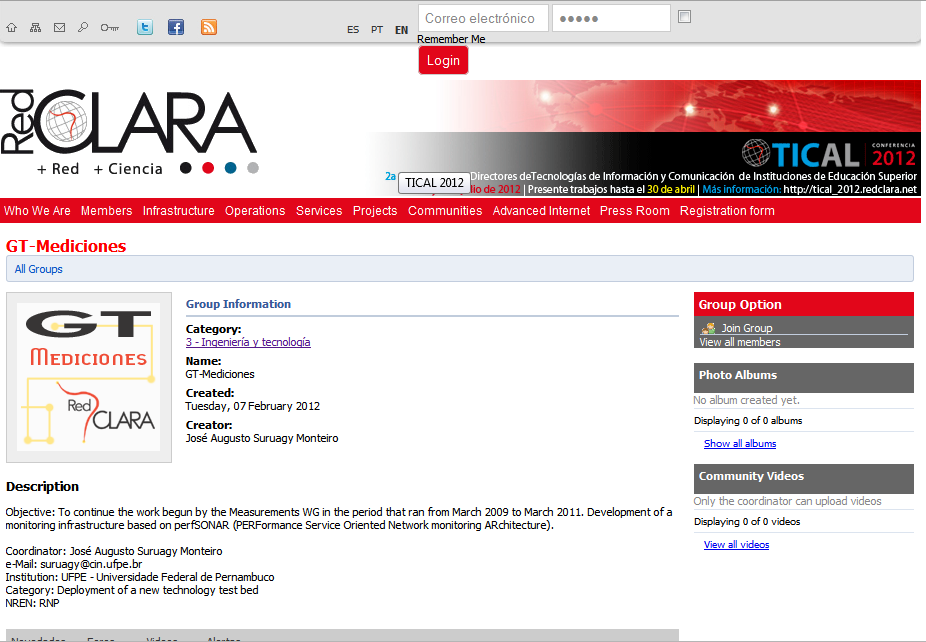 ES PT EN
Correo electrónico
Remember Me
Login
Red CLARA
+ Red + Ciencia
TICAL CONFERENCIA 2012
2a Directores deTecnologías de Información y Comunicación de Instituciones de Educación Superior
TICAL 2012
lio de 2012 | Presente trabajos hasta el 30 de abril | Más información: http://tical_2012.redclara.net
Who We Are Members Infrastructure Operations Services Projects Communities Advanced Internet Press Room Registration form
GT-Mediciones
All Groups
GT
MEDICIONES
Red CLARA
Group Information
Category:
3 - Ingeniería y tecnología
Name:
GT-Mediciones
Created:
Tuesday, 07 February 2012
Creator:
José Augusto Suruagy Monteiro
Group Option
Join Group
View all members
Photo Albums
No album created yet.
Displaying 0 of 0 albums
Show all albums
Community Videos
Only the coordinator can upload videos
Displaying 0 of 0 videos
View all videos
Description
Objective: To continue the work begun by the Measurements WG in the period that ran from March 2009 to March 2011. Development of a
monitoring infrastructure based on perfSONAR (PERFormance Service Oriented Network monitoring ARchitecture).
Coordinator: José Augusto Suruagy Monteiro
e-Mail: suruagy@cin.ufpe.br
Institution: UFPE - Universidade Federal de Pernambuco
Category: Deployment of a new technology test bed
NREN: RNP
Novedades Foros Videos Alertas